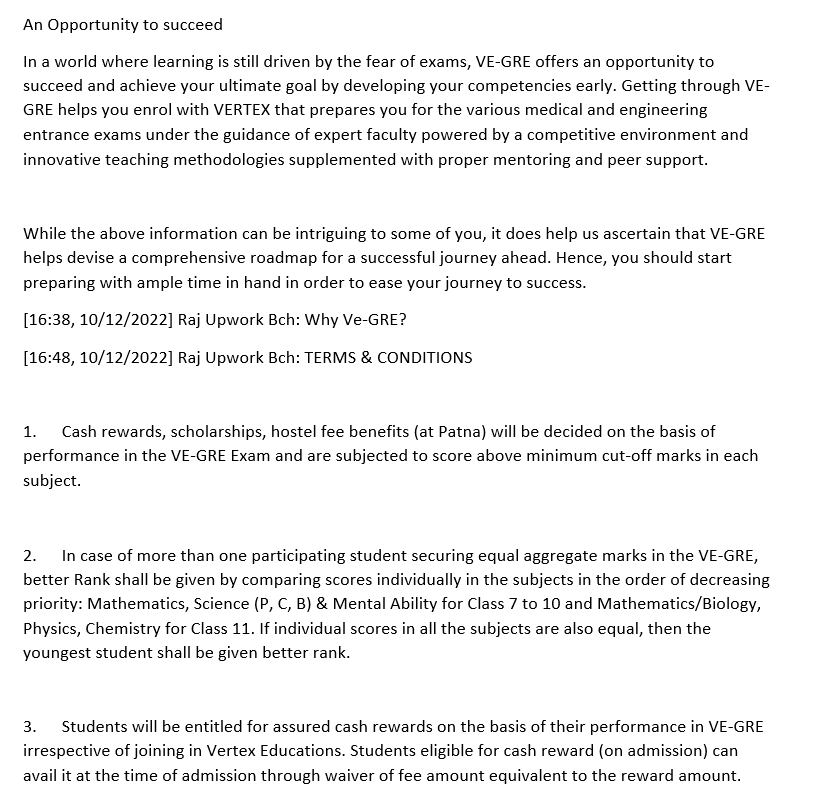 An Opportunity to succeed
In a world where learning is still driven by the fear of exams, VE-GRE offers an opportunity to
succeed and achieve your ultimate goal by developing your competencies early. Getting through VE-
GRE helps you enrol with VERTEX that prepares you for the various medical and engineering
entrance exams under the guidance of expert faculty powered by a competitive environment and
innovative teaching methodologies supplemented with proper mentoring and peer support.
While the above information can be intriguing to some of you, it does help us ascertain that VE-GRE
helps devise a comprehensive roadmap for a successful journey ahead. Hence, you should start
preparing with ample time in hand in order to ease your journey to success.
[16:38, 10/12/2022] Raj Upwork Bch: Why Ve-GRE?
[16:48, 10/12/2022] Raj Upwork Bch: TERMS & CONDITIONS
1. Cash rewards, scholarships, hostel fee benefits (at Patna) will be decided on the basis of
performance in the VE-GRE Exam and are subjected to score above minimum cut-off marks in each
subject.
2. In case of more than one participating student securing equal aggregate marks in the VE-GRE,
better Rank shall be given by comparing scores individually in the subjects in the order of decreasing
priority: Mathematics, Science (P, C, B) & Mental Ability for Class 7 to 10 and Mathematics/Biology,
Physics, Chemistry for Class 11. If individual scores in all the subjects are also equal, then the
youngest student shall be given better rank.
3. Students will be entitled for assured cash rewards on the basis of their performance in VE-GRE
irrespective of joining in Vertex Educations. Students eligible for cash reward (on admission) can
avail it at the time of admission through waiver of fee amount equivalent to the reward amount.